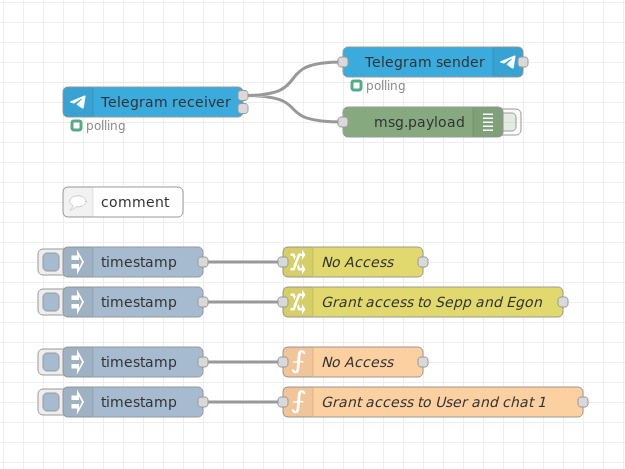 Telegram sender
polling
Telegram receiver
polling
msg.payload
comment
timestamp
No Access
timestamp
Grant access to Sepp and Egon
timestamp
No Access
timestamp
Grant access to User and chat 1